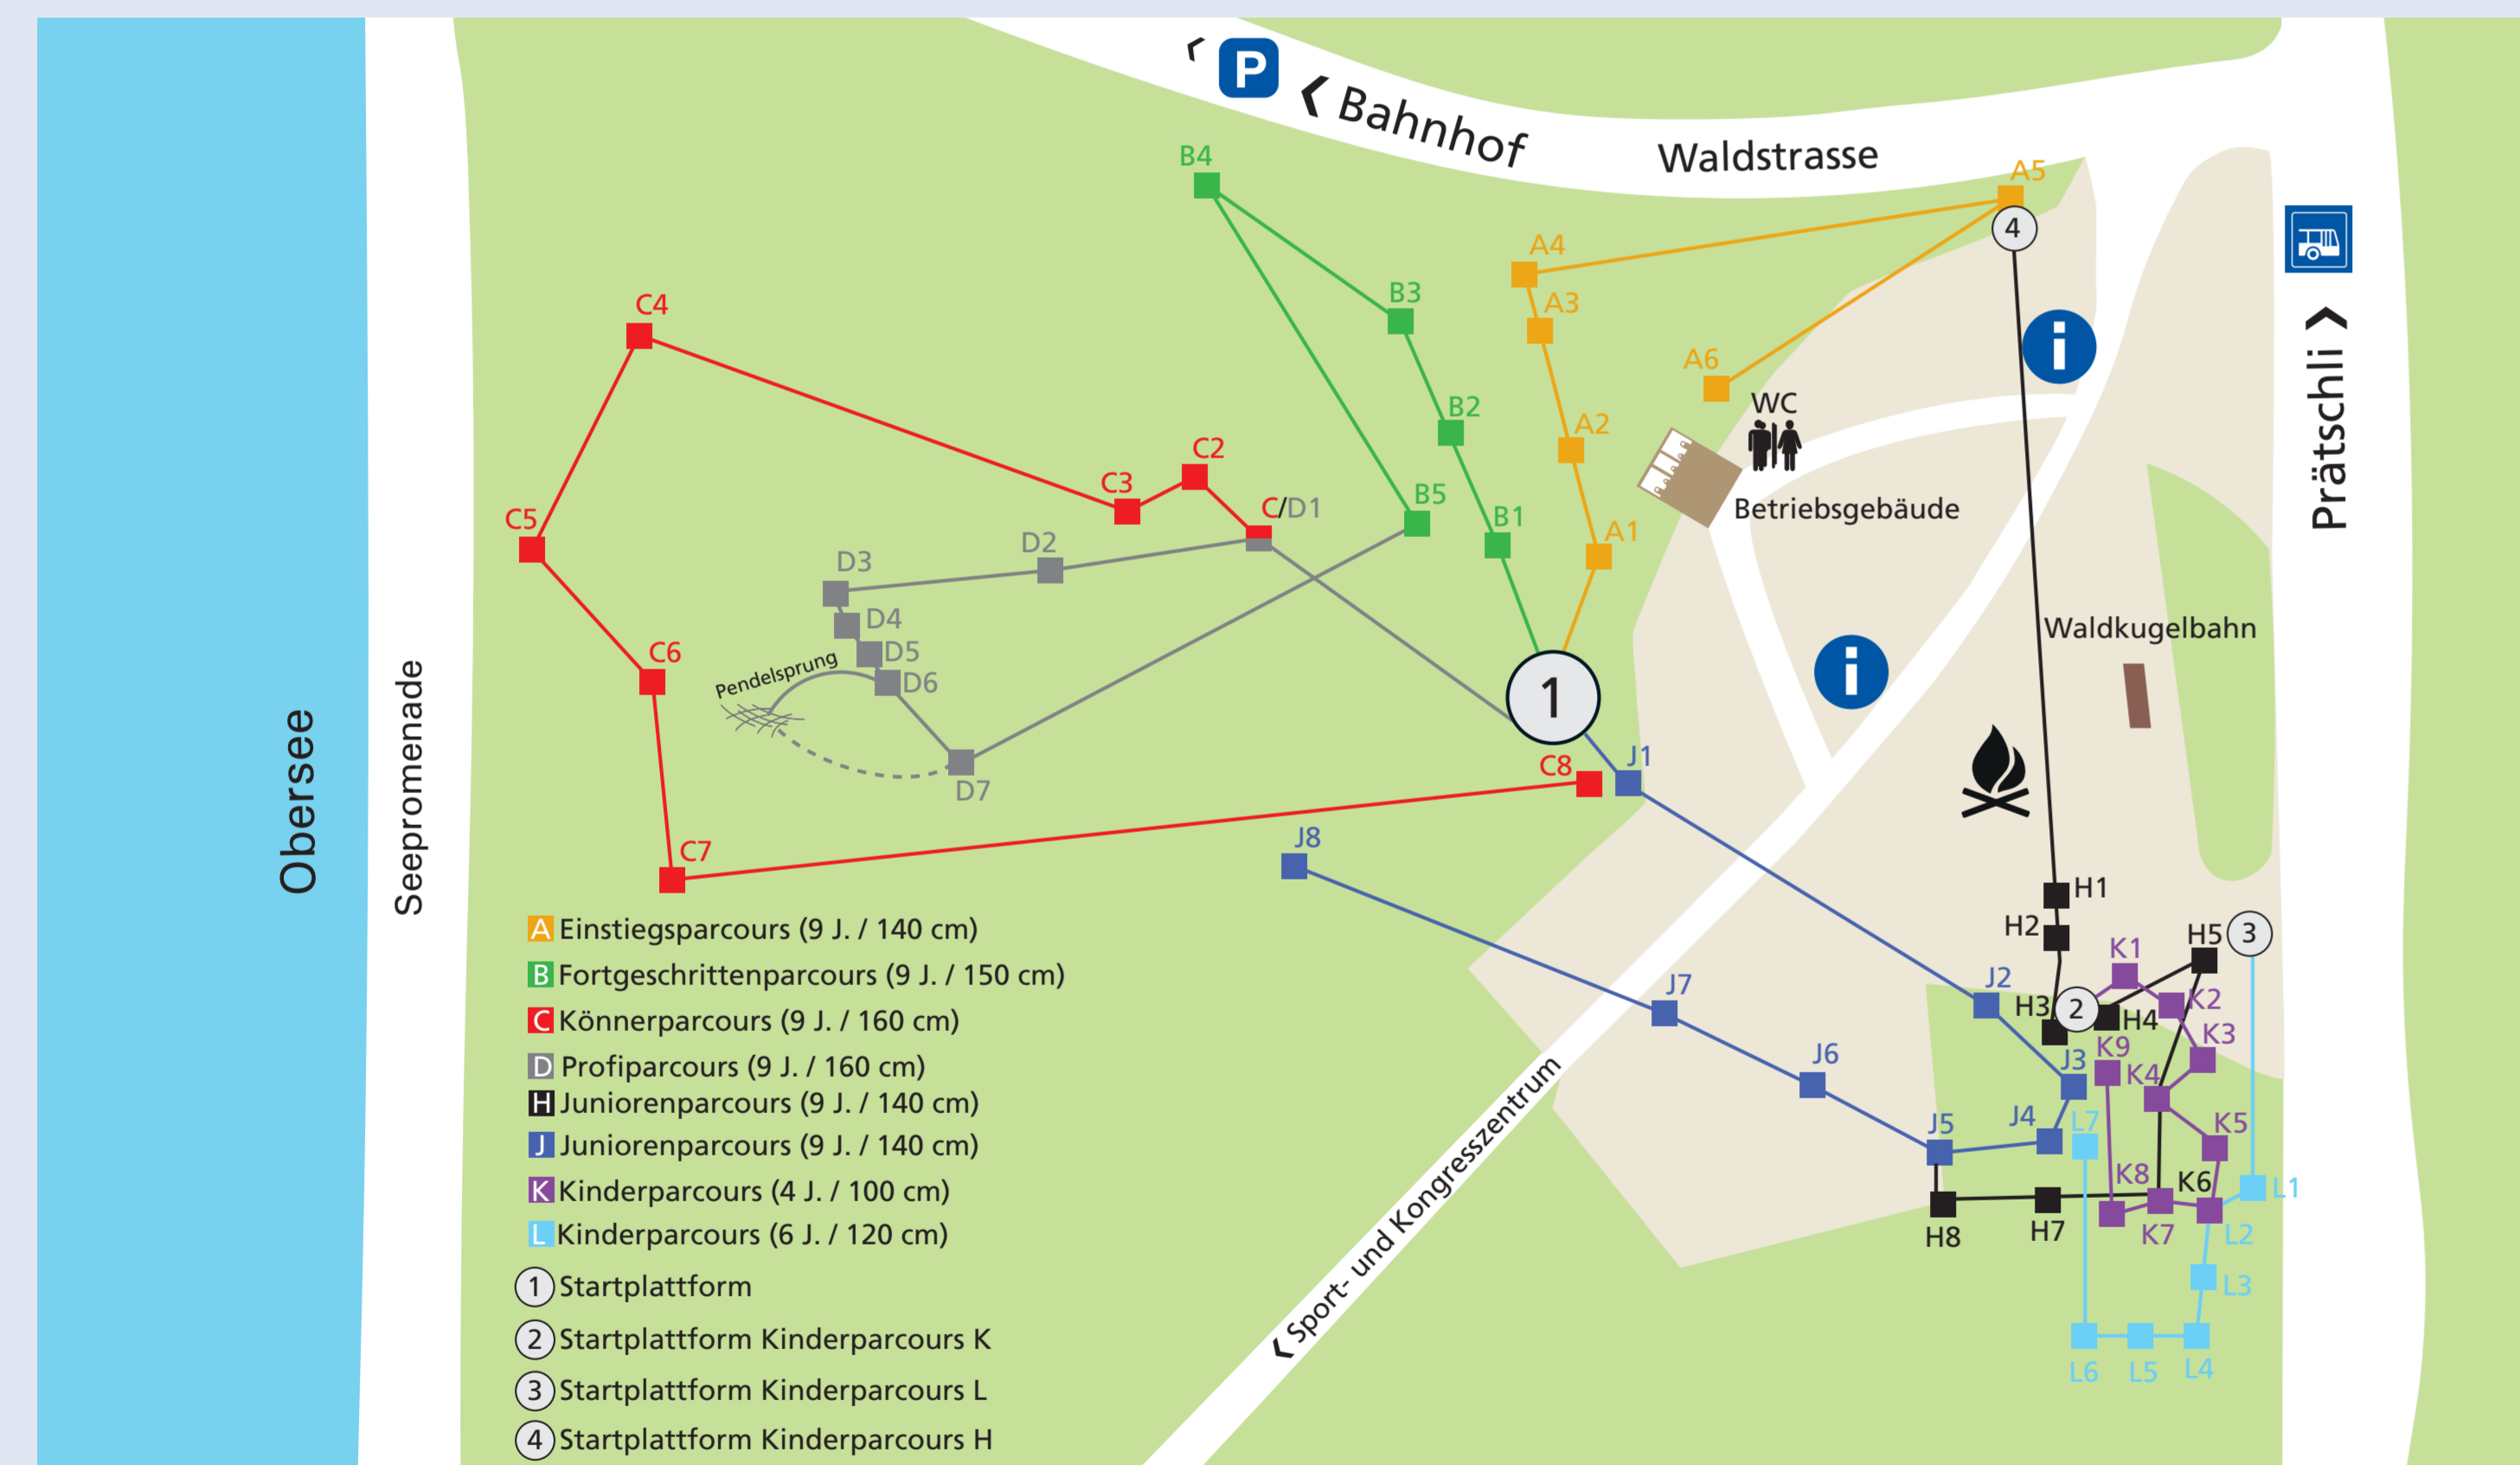 P
Bahnhof
Waldstrasse
B4
A5
4
A4
B3
A3
C4
A6
WC
B2
A2
C2
C3
B5
C/D1
B1
A1
Betriebsgebäude
Prätschli
C5
D2
D3
D4
D5
D6
Pendelsprung
C6
Waldkugelbahn
i
i
1
J1
C8
D7
Obersee
Seepromenade
C7
J8
H1
H2
H5
3
K1
J7
J2
H3
2
H4
K2
K3
K9
J3
K4
J6
J5
J4
L7
K5
K8
K6
L1
H8
H7
K7
L2
L3
L6
L5
L4
Sport- und Kongresszentrum
A Einstiegsparcours (9 J. / 140 cm)
B Fortgeschrittenparcours (9 J. / 150 cm)
C Könnerparcours (9 J. / 160 cm)
D Profiparcours (9 J. / 160 cm)
H Juniorenparcours (9 J. / 140 cm)
J Juniorenparcours (9 J. / 140 cm)
K Kinderparcours (4 J. / 100 cm)
L Kinderparcours (6 J. / 120 cm)
1 Startplattform
2 Startplattform Kinderparcours K
3 Startplattform Kinderparcours L
4 Startplattform Kinderparcours H